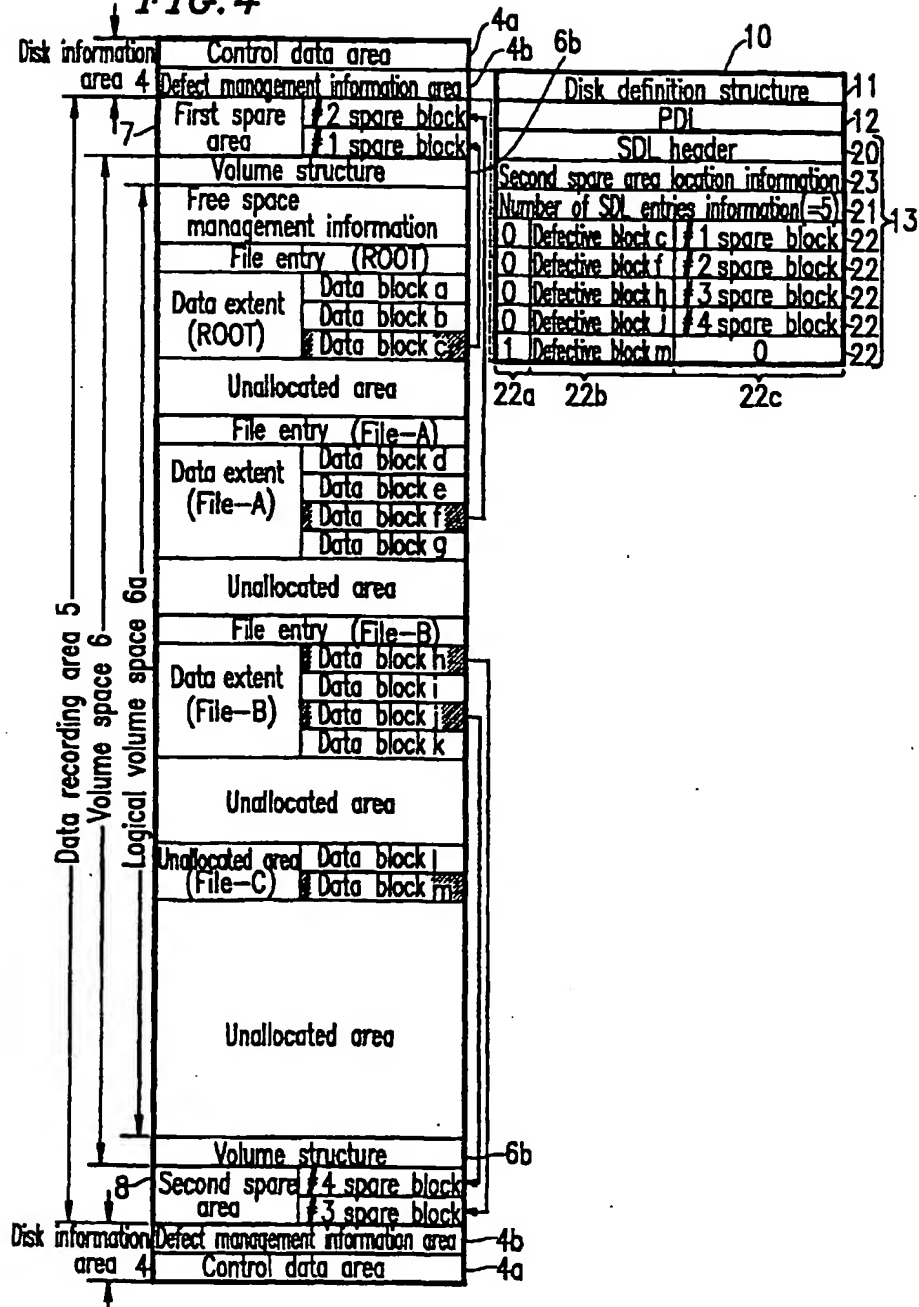 FIG. 4
4a
Disk information area 4
Control data area
4b
6b
Defect management information area
10
Disk definition structure
11
7
First spare area
#2 spare block
#1 spare block
PDL
12
SDL header
20
Volume structure
Second spare area location information
23
Free space management information
Number of SDL entries information (=5)
21
13
0
Defective block c
#1 spare block
22
File entry (ROOT)
0
Defective block f
#2 spare block
22
Data extent (ROOT)
Data block a
Data block b
Data block c
0
Defective block h
#3 spare block
22
0
Defective block j
#4 spare block
22
1
Defective block m
0
22
22a
22b
22c
Unallocated area
File entry (File-A)
Data extent (File-A)
Data block d
Data block e
Data block f
Data block g
Unallocated area
File entry (File-B)
Data extent (File-B)
Data block h
Data block i
Data block j
Data block k
Data recording area 5
Volume space 6
Logical volume space 6a
Unallocated area
Unallocated area (File-C)
Data block l
Data block m
Unallocated area
Volume structure
6b
8
Second spare area
#4 spare block
#3 spare block
Disk information area 4
Defect management information area
4b
Control data area
4a